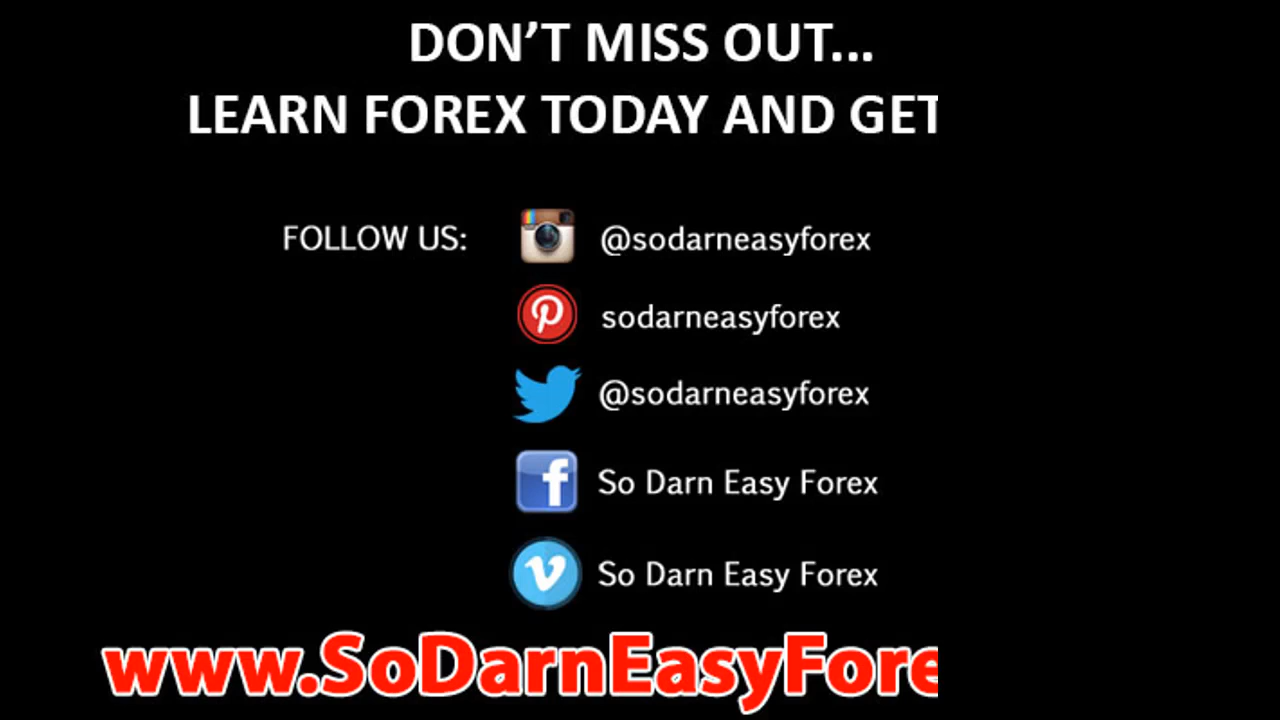 DON'T MISS OUT...
LEARN FOREX TODAY AND GET
FOLLOW US: @sodarneasyforex
sodarneasyforex
@sodarneasyforex
So Darn Easy Forex
So Darn Easy Forex
www.SoDarnEasyFore